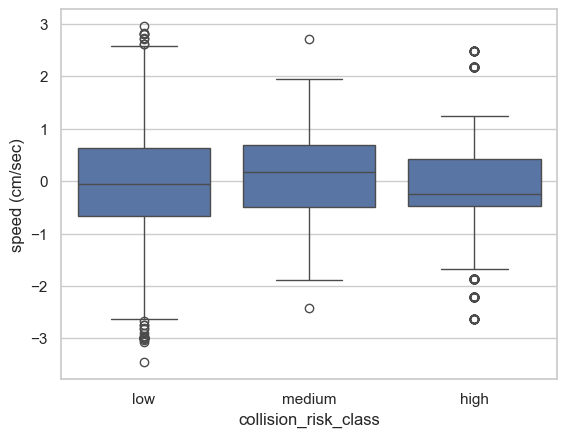 3
2
1
0
−1
−2
−3
speed (cm/sec)
low
medium
high
collision_risk_class